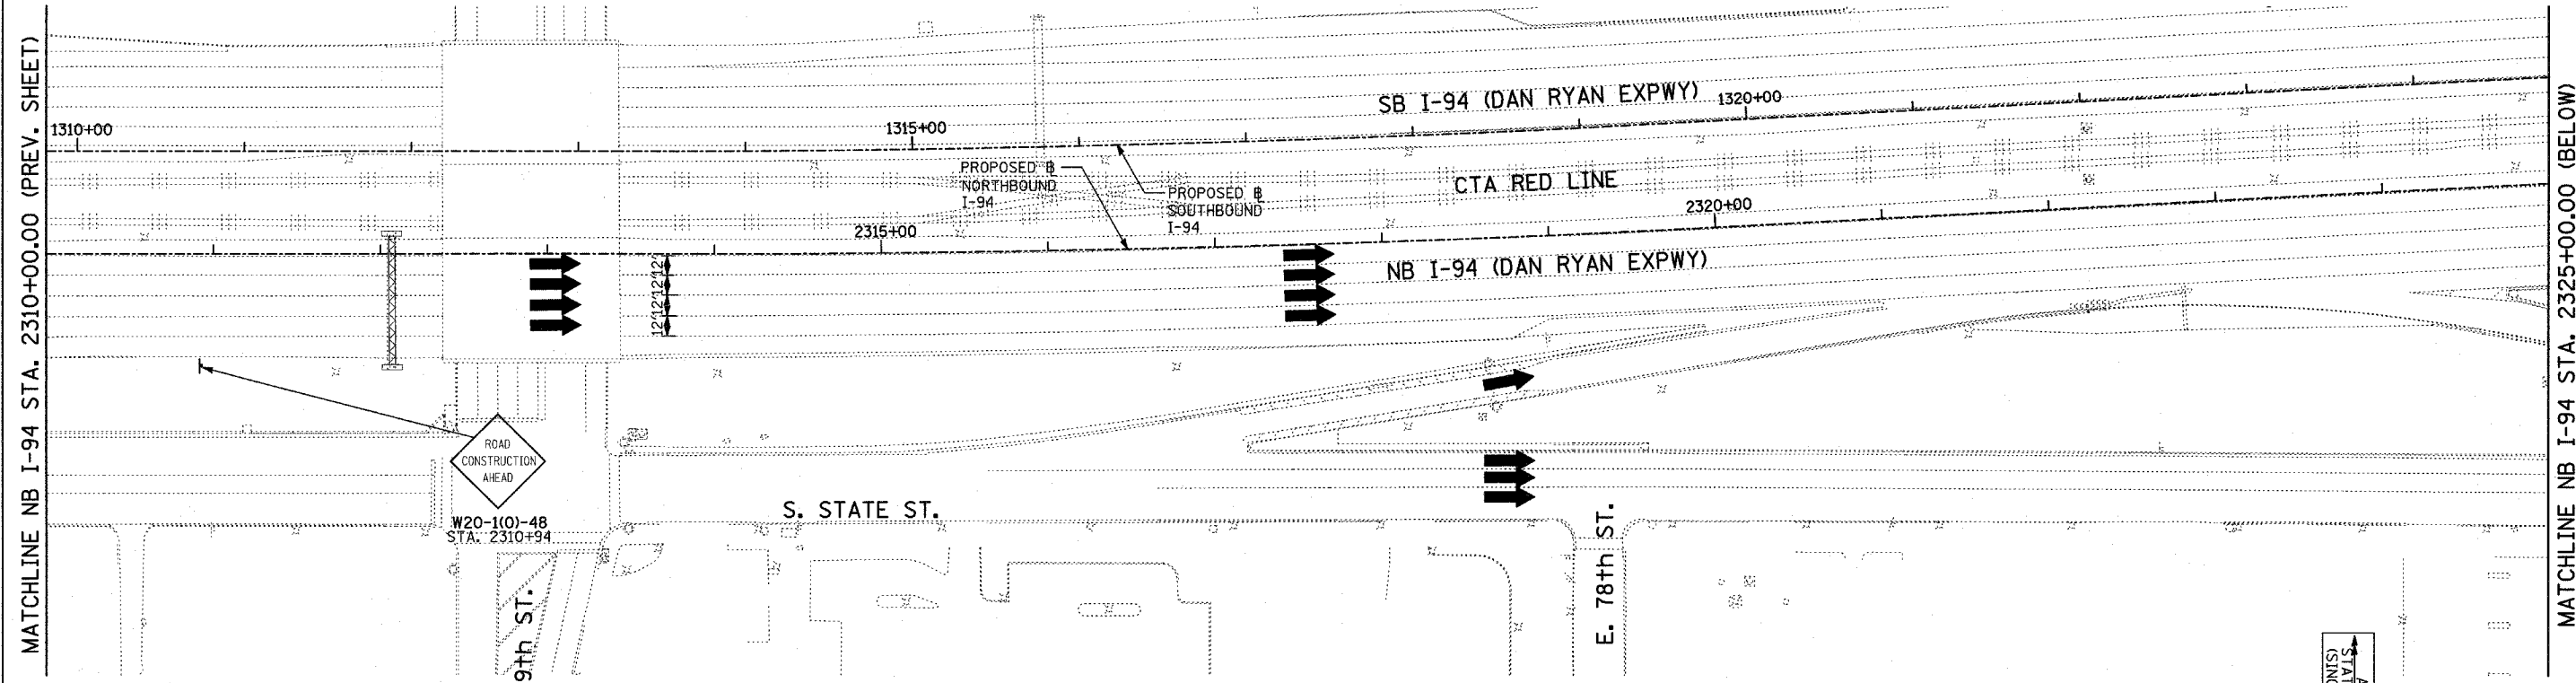 MATCHLINE NB I-94 STA. 2310+00.00 (PREV. SHEET)
1310+00
1315+00
SB I-94 (DAN RYAN EXPWY)
1320+00
PROPOSED ℄
NORTHBOUND
I-94
PROPOSED ℄
SOUTHBOUND
I-94
CTA RED LINE
2315+00
2320+00
NB I-94 (DAN RYAN EXPWY)
12'
12'
12'
12'
ROAD
CONSTRUCTION
AHEAD
W20-1(O)-48
STA. 2310+94
S. STATE ST.
9th ST.
E. 78th ST.
MATCHLINE NB I-94 STA. 2325+00.00 (BELOW)